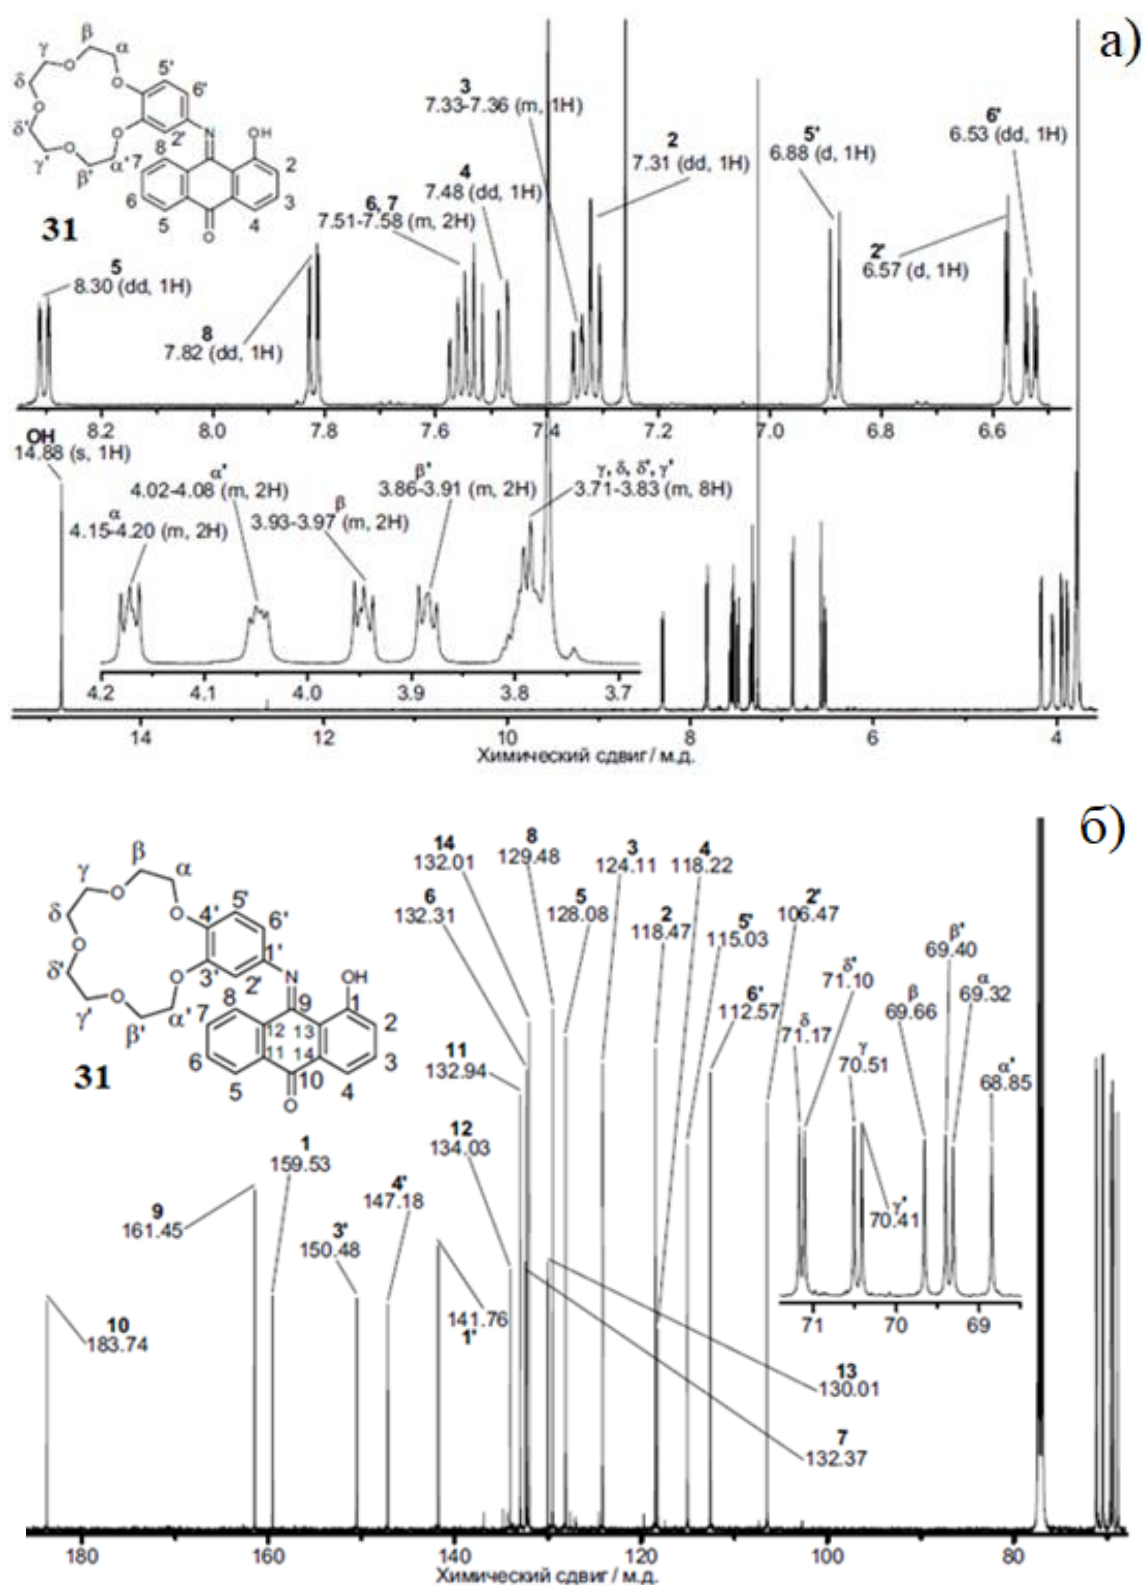 а)
β
α
γ
O
O
δ
O
5'
6'
δ'
O
O
2'
N
OH
γ'
β'
α'
7
8
2
6
3
5
O
4
31
3
7.33-7.36 (m, 1H)
2
7.31 (dd, 1H)
4
7.48 (dd, 1H)
6, 7
7.51-7.58 (m, 2H)
5'
6.88 (d, 1H)
6'
6.53 (dd, 1H)
2'
6.57 (d, 1H)
5
8.30 (dd, 1H)
8
7.82 (dd, 1H)
8.2 8.0 7.8 7.6 7.4 7.2 7.0 6.8 6.6
OH
14.88 (s, 1H)
α
4.15-4.20 (m, 2H)
α'
4.02-4.08 (m, 2H)
β
3.93-3.97 (m, 2H)
β'
3.86-3.91 (m, 2H)
γ, δ, δ', γ'
3.71-3.83 (m, 8H)
4.2 4.1 4.0 3.9 3.8 3.7
14 12 10 8 6 4
Химический сдвиг / м.д.
б)
β
α
γ
O
O
δ
O
5'
4'
6'
1'
3'
2'
δ'
O
O
N
OH
γ'
β'
α'
7
8
9
1
2
12
13
6
11
14
3
5
10
4
O
31
14
132.01
6
132.31
8
129.48
5
128.08
3
124.11
4
118.22
2
118.47
5'
115.03
2'
106.47
6'
112.57
11
132.94
12
134.03
1
159.53
9
161.45
3'
150.48
4'
147.18
10
183.74
141.76
1'
13
130.01
7
132.37
δ'
71.10
δ
71.17
γ
70.51
γ'
70.41
β
69.66
β'
69.40
α
69.32
α'
68.85
71 70 69
180 160 140 120 100 80
Химический сдвиг / м.д.